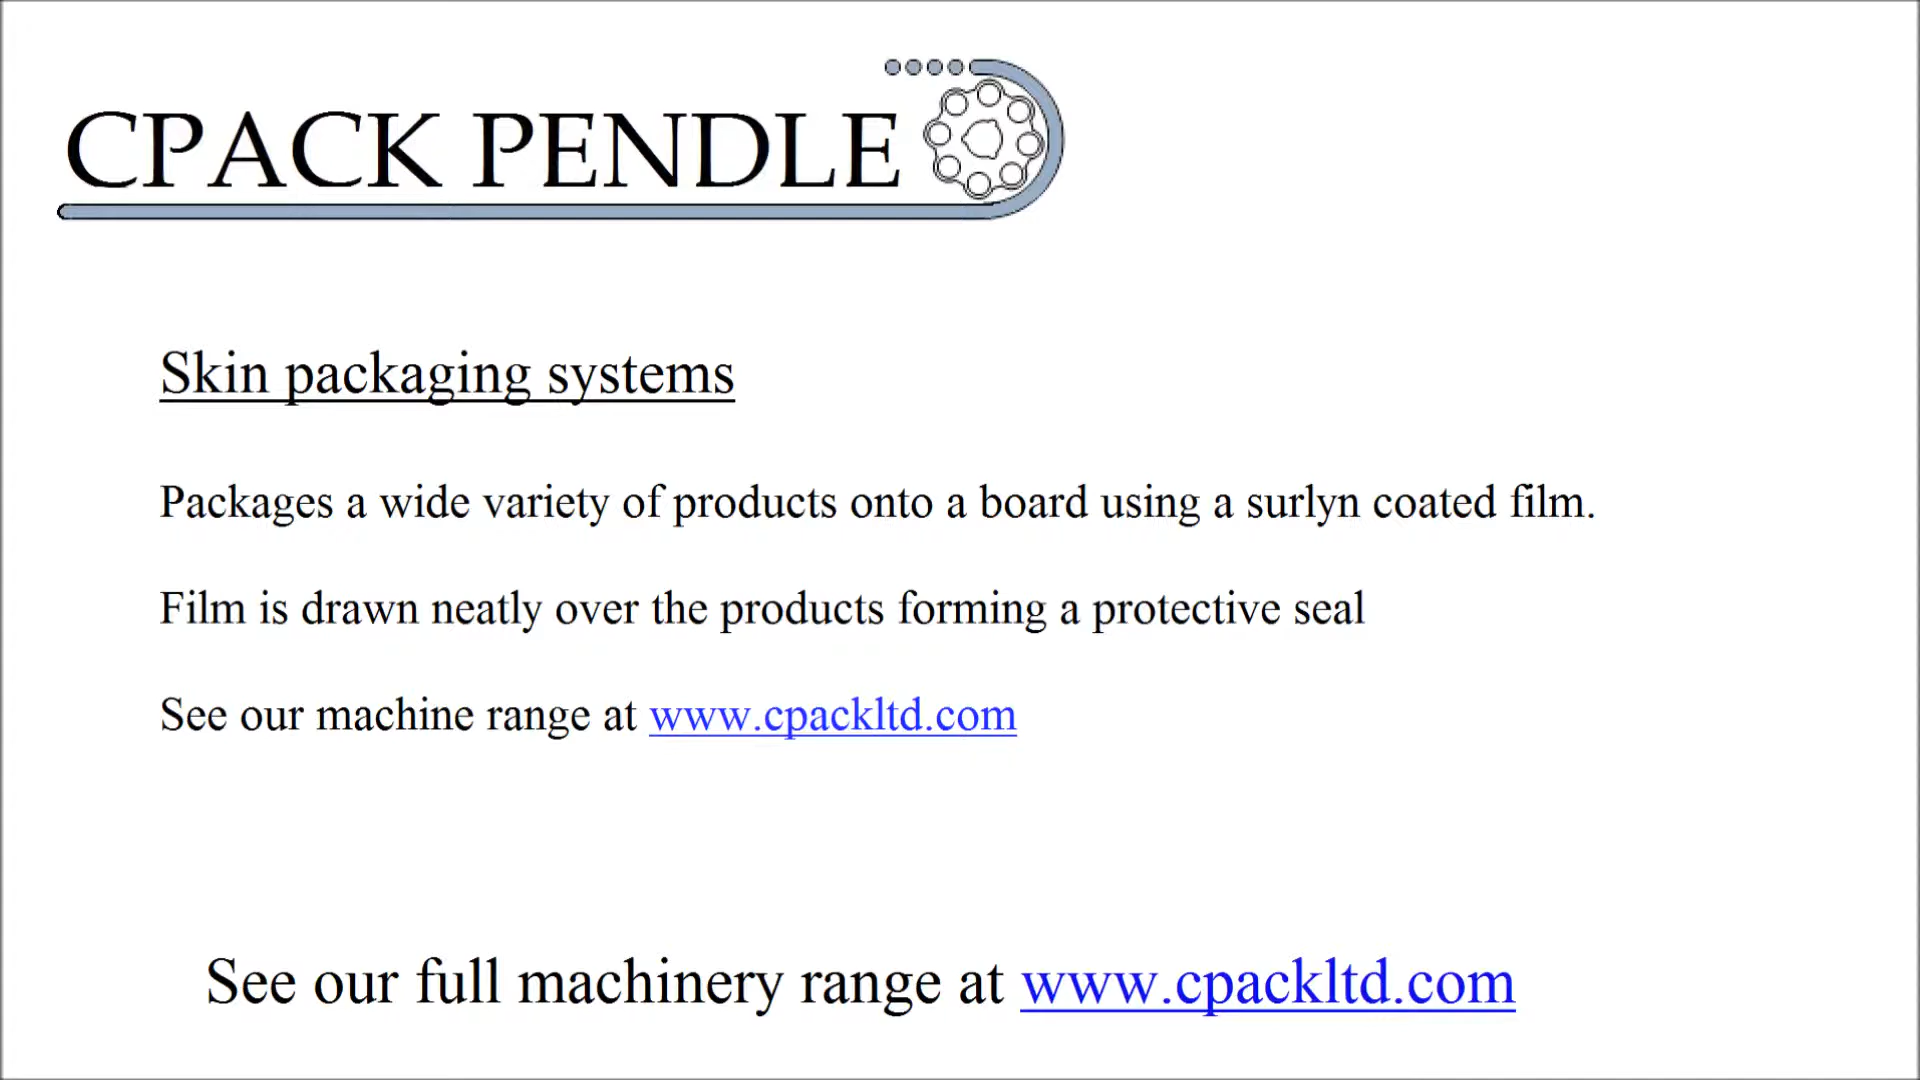 CPACK PENDLE
Skin packaging systems
Packages a wide variety of products onto a board using a surlyn coated film.
Film is drawn neatly over the products forming a protective seal
See our machine range at www.cpackltd.com
See our full machinery range at www.cpackltd.com